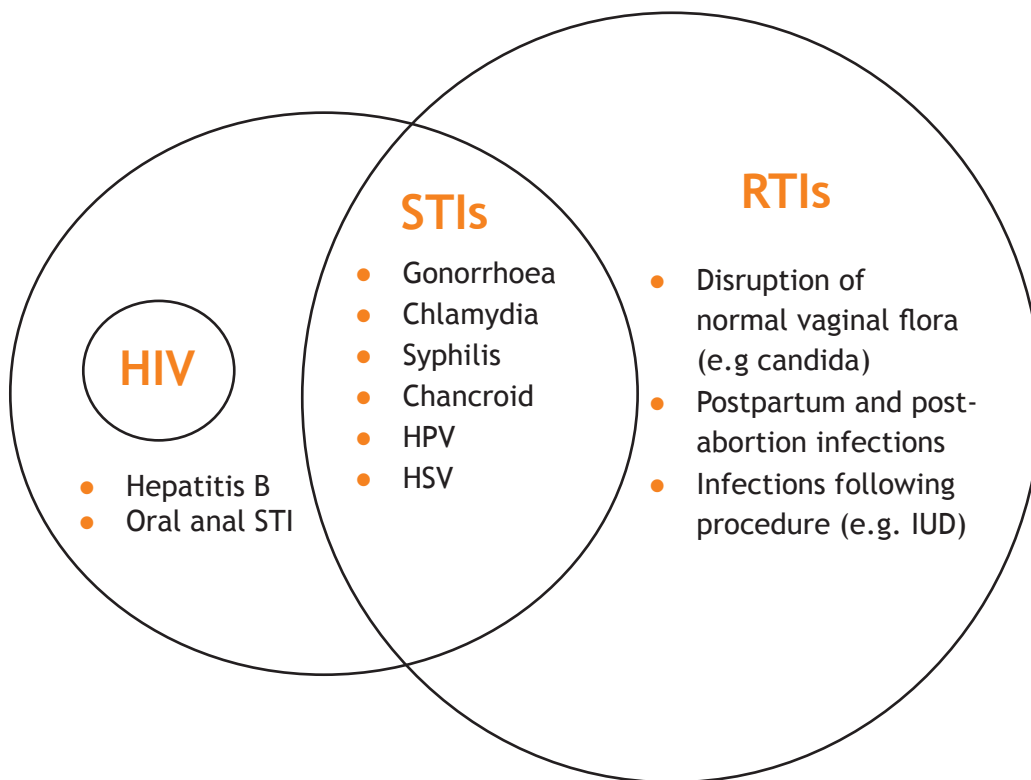 HIV
● Hepatitis B
● Oral anal STI
STIs
● Gonorrhoea
● Chlamydia
● Syphilis
● Chancroid
● HPV
● HSV
RTIs
● Disruption of
normal vaginal flora
(e.g candida)
● Postpartum and post-
abortion infections
● Infections following
procedure (e.g. IUD)